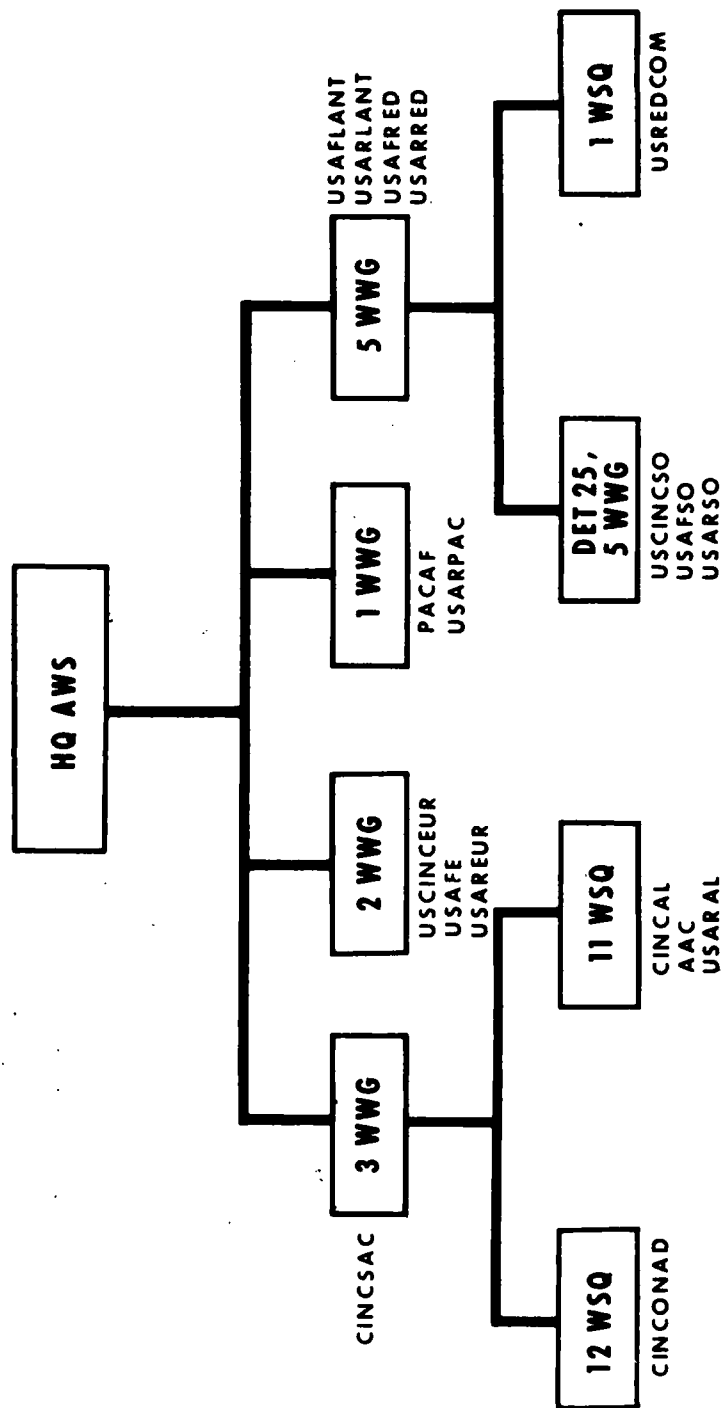 HQ AWS
CINCSAC
3 WWG
2 WWG
USCINCEUR
USAFE
USAREUR
1 WWG
PACAF
USARPAC
5 WWG
USAFLANT
USARLANT
USAFRED
USARRED
12 WSQ
CINCONAD
11 WSQ
CINCAL
AAC
USARAL
DET 25,
5 WWG
USCINCSO
USAFSO
USARSO
1 WSQ
USREDCOM